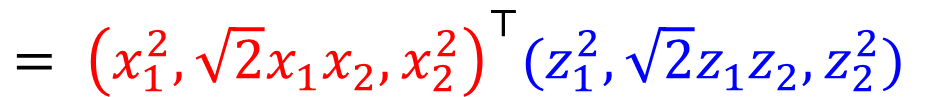 = (x₁², √2x₁x₂, x₂²)⊤(z₁², √2z₁z₂, z₂²)